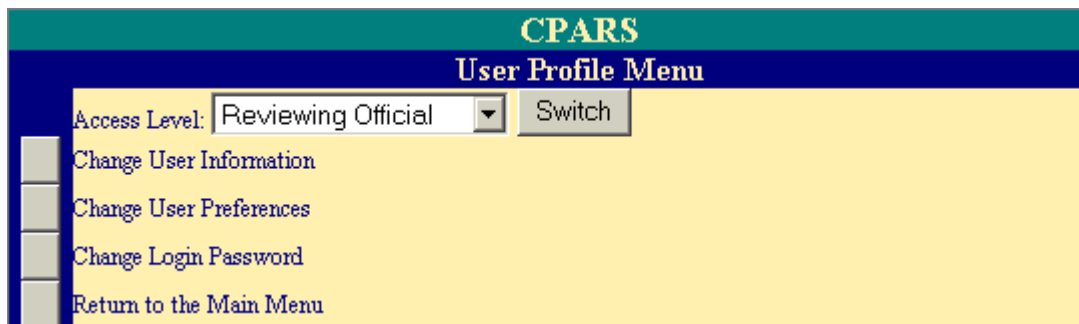 CPARS
User Profile Menu
Access Level: Reviewing Official Switch
Change User Information
Change User Preferences
Change Login Password
Return to the Main Menu